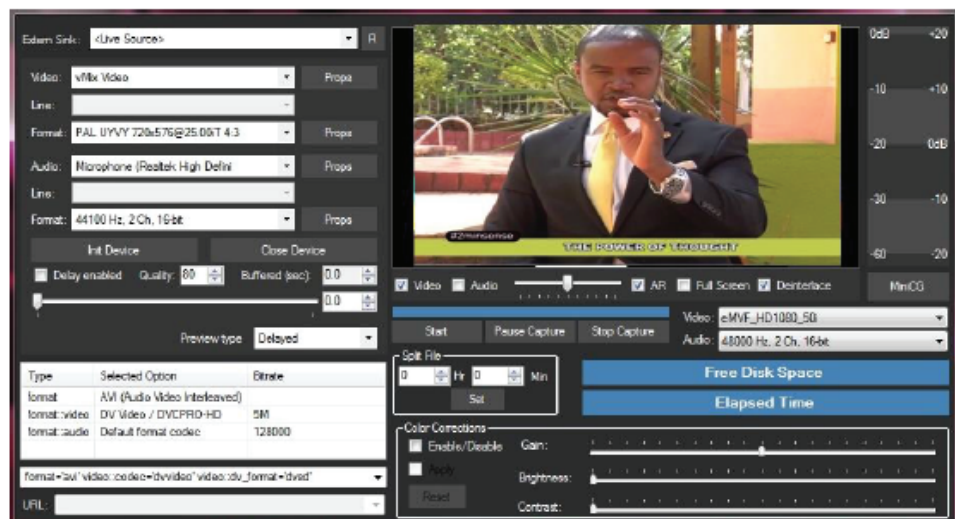 Extern Sink: <Live Source> R
Video: vMix Video Props
Line:
Format: PAL UYVY 720x576@25.00iT 4:3 Props
Audio: Microphone (Realtek High Defini Props
Line:
Format: 44100 Hz, 2 Ch, 16-bit Props
Init Device Close Device
Delay enabled Quality: 80 Buffered (sec): 0.0
0.0
Preview type Delayed
Type Selected Option Bitrate
format AVI (Audio Video Interleaved)
format::video DV Video / DVCPRO-HD 5M
format::audio Default format codec 128000
format='avi' video::codec='dvvideo' video::dv_format='dvsd'
URL:
#2minsense
THE POWER OF THOUGHT
Video Audio AR Full Screen Deinterlace
Start Pause Capture Stop Capture
Video: eMVF_HD1080_50i
Audio: 48000 Hz, 2 Ch, 16-bit
Split File
0 Hr 0 Min
Set
Free Disk Space
Elapsed Time
Color Corrections
Enable/Disable Gain:
Apply
Brightness:
Reset
Contrast:
0dB +20
-10 +10
-20 0dB
-30 -10
-60 -20
MiniCG